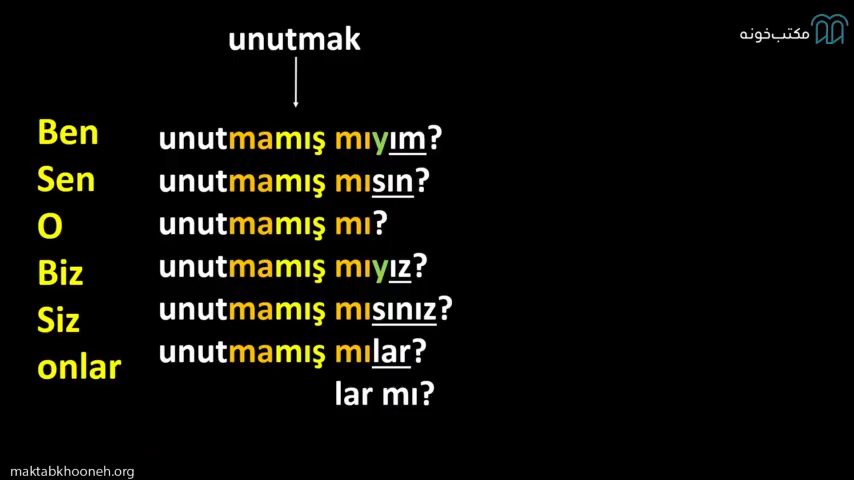 مکتب‌خونه
unutmak
Ben unutmamış mıyım?
Sen unutmamış mısın?
O unutmamış mı?
Biz unutmamış mıyız?
Siz unutmamış mısınız?
onlar unutmamış mılar?
lar mı?
maktabkhooneh.org